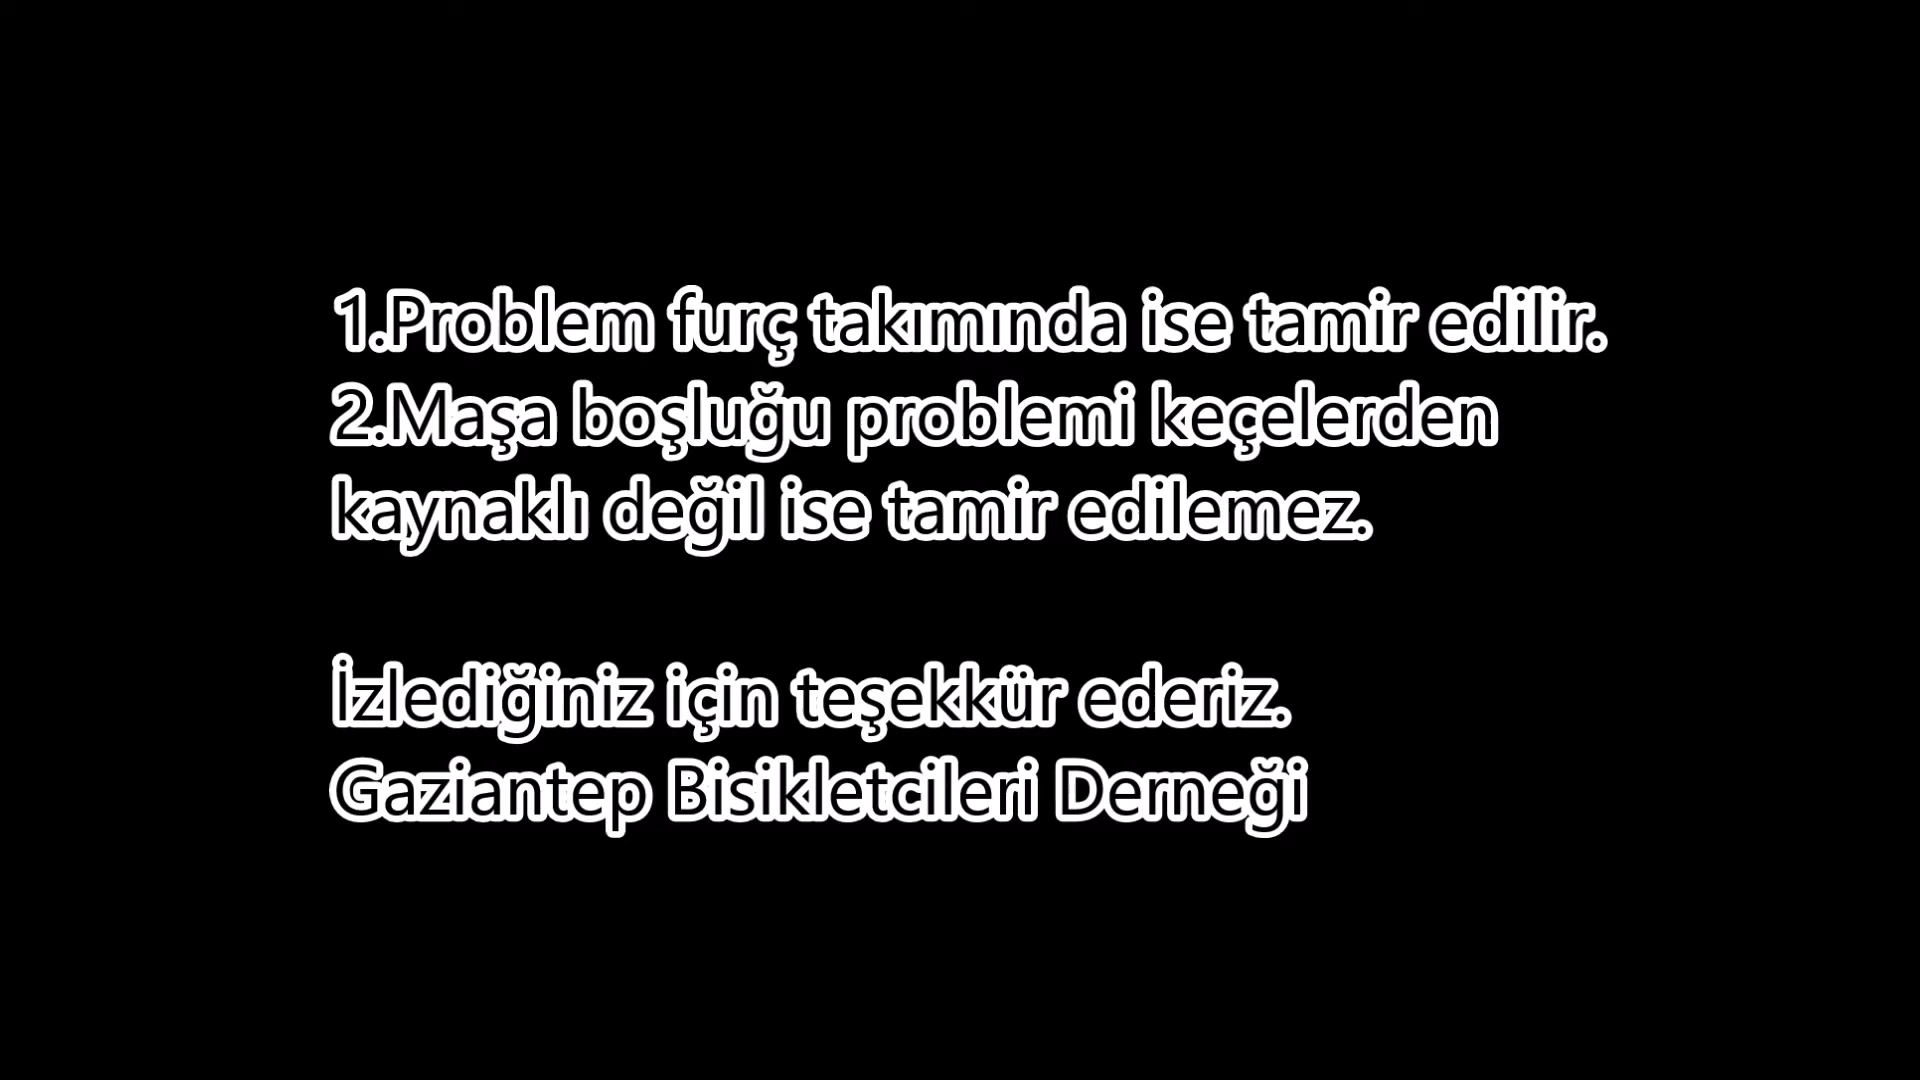 1.Problem furç takımında ise tamir edilir.
2.Maşa boşluğu problemi keçelerden
kaynaklı değil ise tamir edilemez.
İzlediğiniz için teşekkür ederiz.
Gaziantep Bisikletcileri Derneği